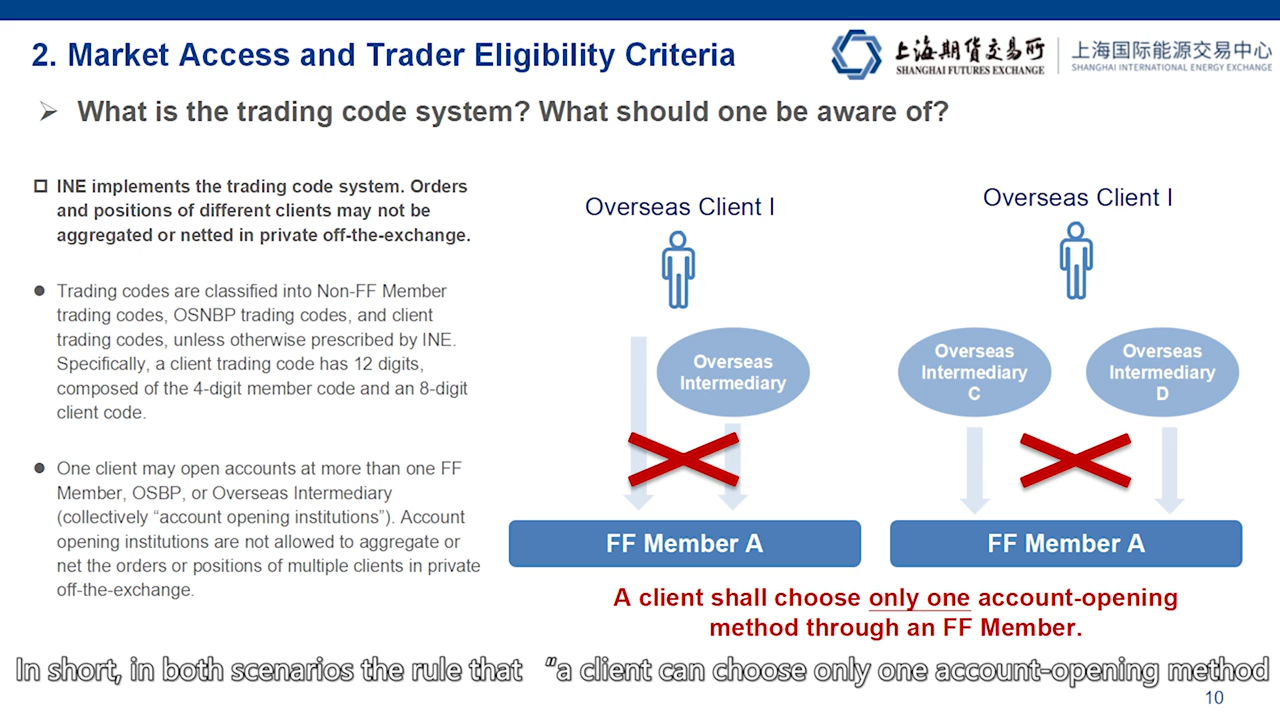 2. Market Access and Trader Eligibility Criteria
上海期货交易所
SHANGHAI FUTURES EXCHANGE
上海国际能源交易中心
SHANGHAI INTERNATIONAL ENERGY EXCHANGE
What is the trading code system? What should one be aware of?
INE implements the trading code system. Orders
and positions of different clients may not be
aggregated or netted in private off-the-exchange.
Trading codes are classified into Non-FF Member
trading codes, OSNBP trading codes, and client
trading codes, unless otherwise prescribed by INE.
Specifically, a client trading code has 12 digits,
composed of the 4-digit member code and an 8-digit
client code.
One client may open accounts at more than one FF
Member, OSBP, or Overseas Intermediary
(collectively “account opening institutions”). Account
opening institutions are not allowed to aggregate or
net the orders or positions of multiple clients in private
off-the-exchange.
Overseas Client I
Overseas
Intermediary
FF Member A
Overseas Client I
Overseas
Intermediary
C
Overseas
Intermediary
D
FF Member A
A client shall choose only one account-opening
method through an FF Member.
In short, in both scenarios the rule that “a client can choose only one account-opening method
10